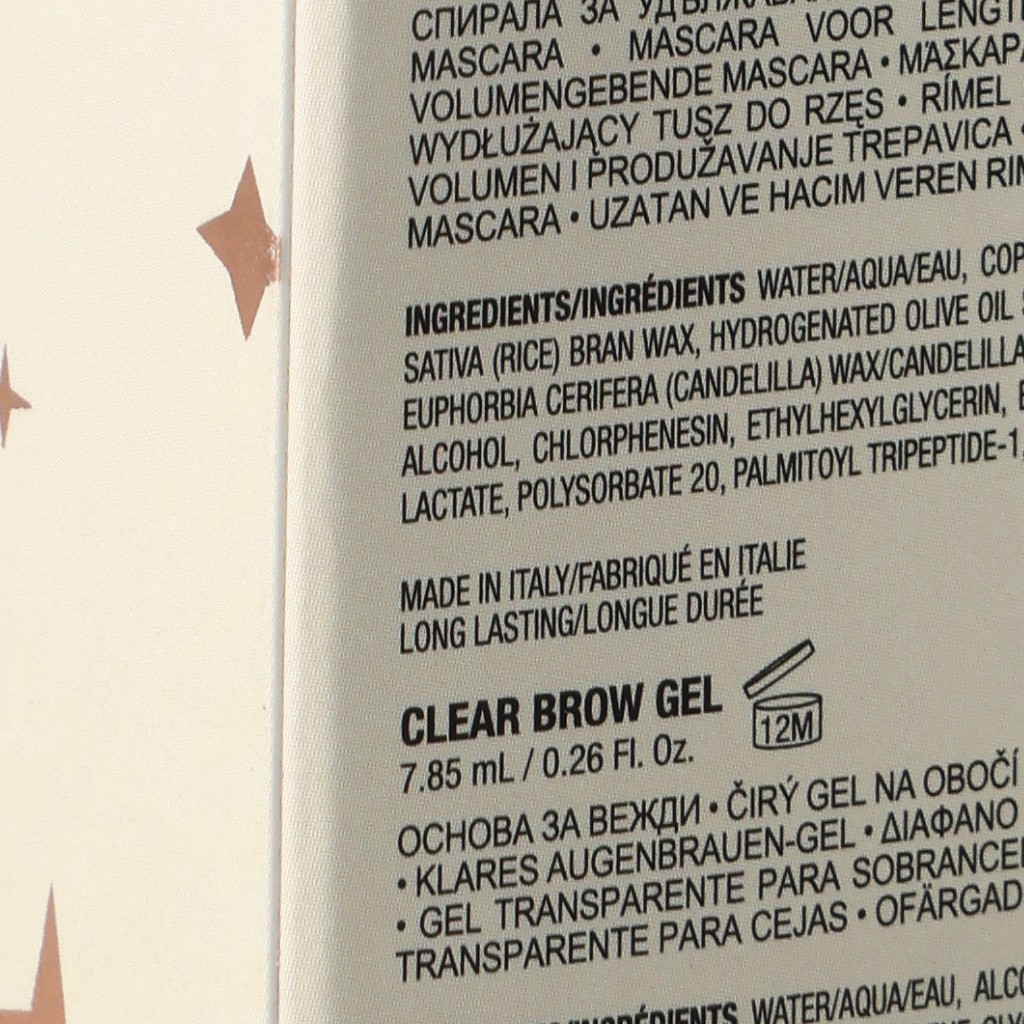 СПИРАЛА ЗА
MASCARA • MASCARA VOOR
VOLUMENGEBENDE MASCARA •
WYDŁUŻAJĄCY TUSZ DO RZĘS • RÍMEL
VOLUMEN I PRODUŽAVANJE TREPAVICA •
MASCARA • UZATAN VE HACIM VEREN
INGREDIENTS/INGRÉDIENTS WATER/AQUA/EAU,
SATIVA (RICE) BRAN WAX, HYDROGENATED OLIVE OIL
EUPHORBIA CERIFERA (CANDELILLA) WAX/CANDELILLA
ALCOHOL, CHLORPHENESIN, ETHYLHEXYLGLYCERIN,
LACTATE, POLYSORBATE 20, PALMITOYL TRIPEPTIDE-1,
MADE IN ITALY/FABRIQUÉ EN ITALIE
LONG LASTING/LONGUE DURÉE
CLEAR BROW GEL 12M
7.85 mL / 0.26 Fl. Oz.
ОСНОВА ЗА ВЕЖДИ • ČIRÝ GEL NA OBOČÍ
• KLARES AUGENBRAUEN-GEL • ΔΙΑΦΑΝΟ
• GEL TRANSPARENTE PARA
TRANSPARENTE PARA CEJAS •
WATER/AQUA/EAU,